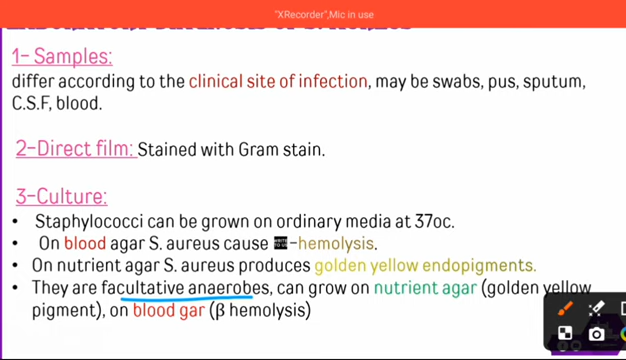 "XRecorder",Mic in use
1- Samples:
differ according to the clinical site of infection, may be swabs, pus, sputum,
C.S.F, blood.
2-Direct film: Stained with Gram stain.
3-Culture:
• Staphylococci can be grown on ordinary media at 37oc.
• On blood agar S. aureus cause -hemolysis.
• On nutrient agar S. aureus produces golden yellow endopigments.
• They are facultative anaerobes, can grow on nutrient agar (golden yellow
pigment), on blood gar (β hemolysis)